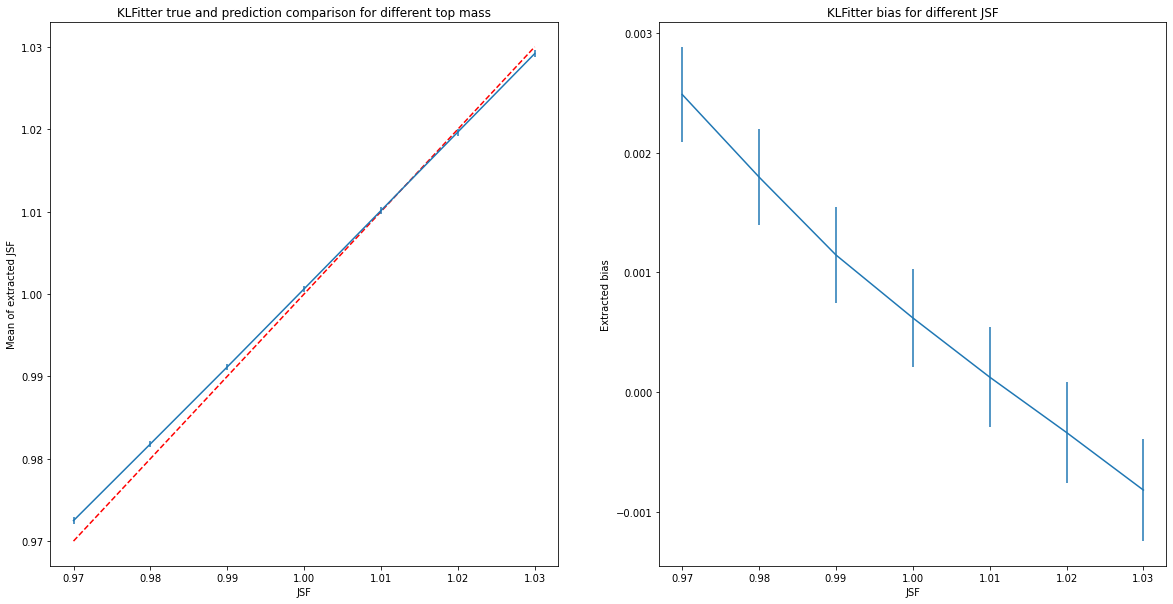 KLFitter true and prediction comparison for different top mass
Mean of extracted JSF
1.03
1.02
1.01
1.00
0.99
0.98
0.97
0.97 0.98 0.99 1.00 1.01 1.02 1.03
JSF
KLFitter bias for different JSF
Extracted bias
0.003
0.002
0.001
0.000
−0.001
0.97 0.98 0.99 1.00 1.01 1.02 1.03
JSF